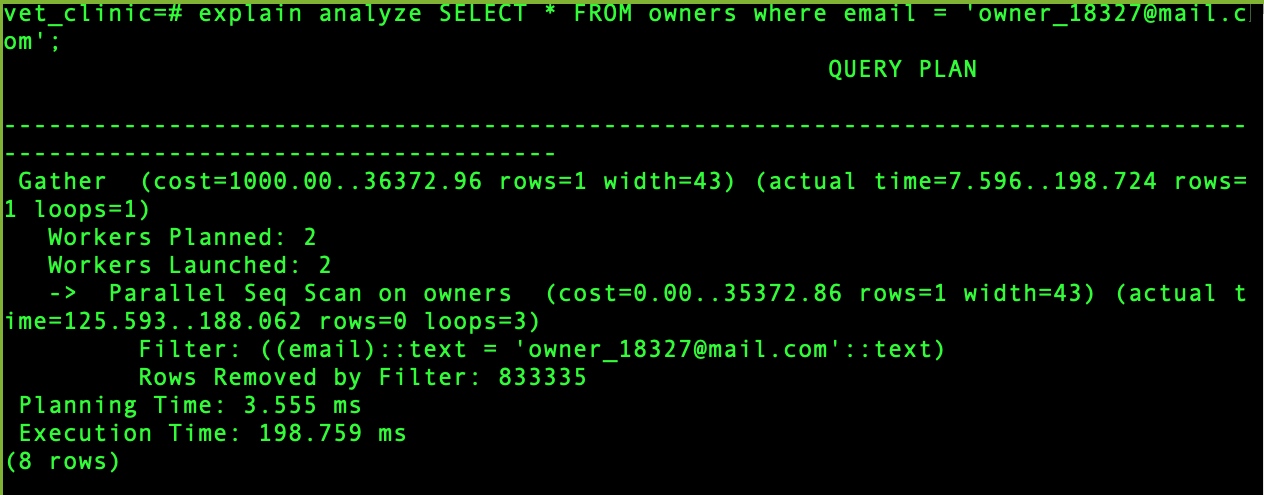 vet_clinic=# explain analyze SELECT * FROM owners where email = 'owner_18327@mail.c
om';
QUERY PLAN
-----------------------------------------------------------------------------------
-------------------------------------
Gather  (cost=1000.00..36372.96 rows=1 width=43) (actual time=7.596..198.724 rows=
1 loops=1)
Workers Planned: 2
Workers Launched: 2
->  Parallel Seq Scan on owners  (cost=0.00..35372.86 rows=1 width=43) (actual t
ime=125.593..188.062 rows=0 loops=3)
Filter: ((email)::text = 'owner_18327@mail.com'::text)
Rows Removed by Filter: 833335
Planning Time: 3.555 ms
Execution Time: 198.759 ms
(8 rows)